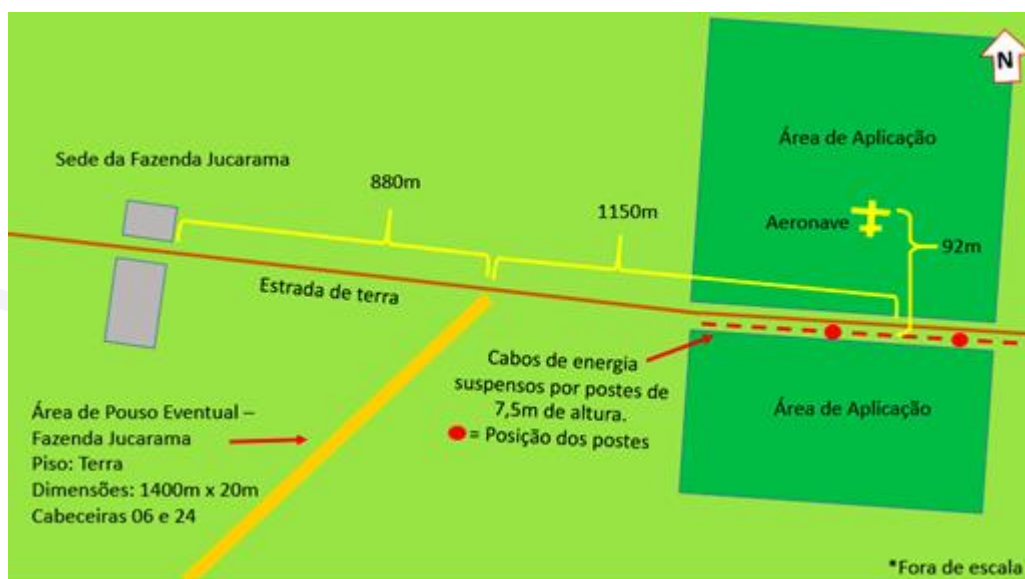 N
Área de Aplicação
Sede da Fazenda Jucarama
880m
1150m
Aeronave
92m
Estrada de terra
Cabos de energia
suspensos por postes de
7,5m de altura.
= Posição dos postes
Área de Pouso Eventual –
Fazenda Jucarama
Piso: Terra
Dimensões: 1400m x 20m
Cabeceiras 06 e 24
Área de Aplicação
*Fora de escala